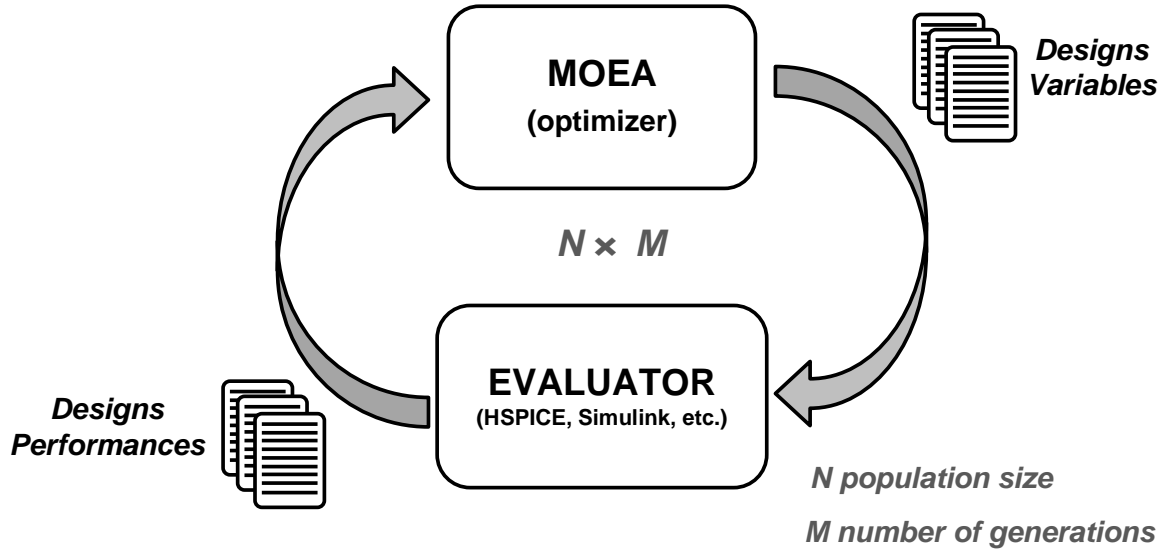 MOEA
(optimizer)
Designs
Variables
N × M
EVALUATOR
(HSPICE, Simulink, etc.)
Designs
Performances
N population size
M number of generations